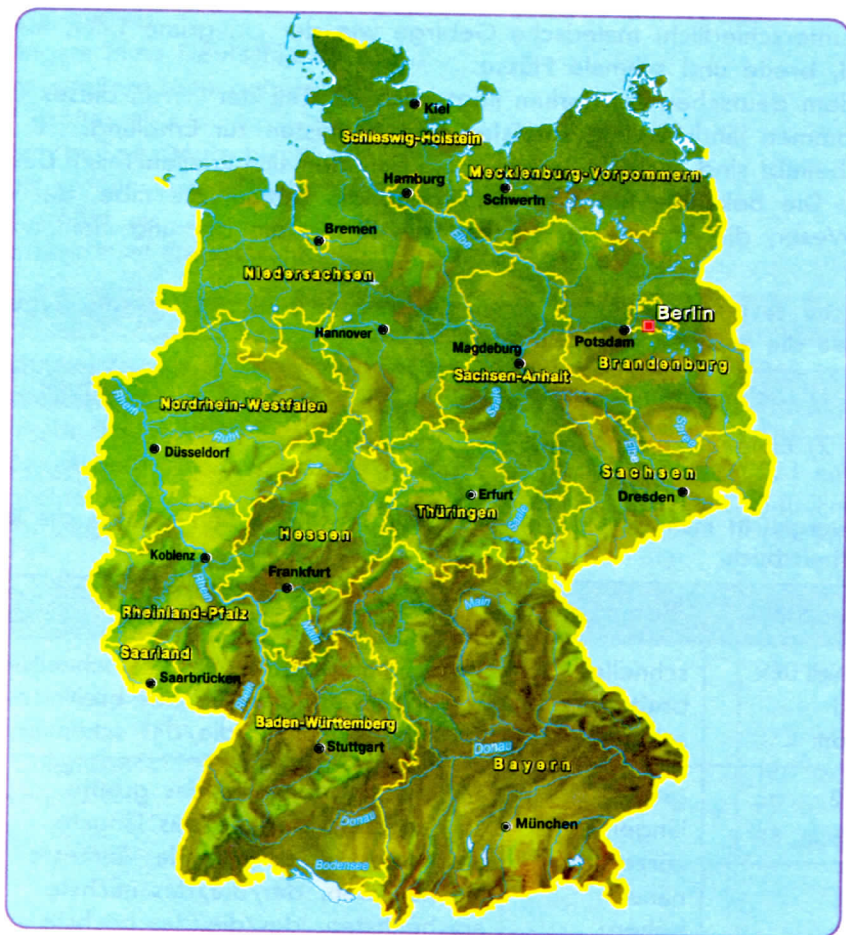 Kiel
Schleswig-Holstein
Mecklenburg-Vorpommern
Hamburg
Schwerin
Bremen
Elbe
Niedersachsen
Berlin
Hannover
Potsdam
Magdeburg
Brandenburg
Sachsen-Anhalt
Rhein
Saale
Nordrhein-Westfalen
Spree
Ruhr
Elbe
Düsseldorf
Sachsen
Erfurt
Dresden
Thüringen
Saale
Hessen
Koblenz
Frankfurt
Rhein
Main
Rheinland-Pfalz
Main
Saarland
Saarbrücken
Rhein
Baden-Württemberg
Stuttgart
Donau
Bayern
Donau
München
Bodensee